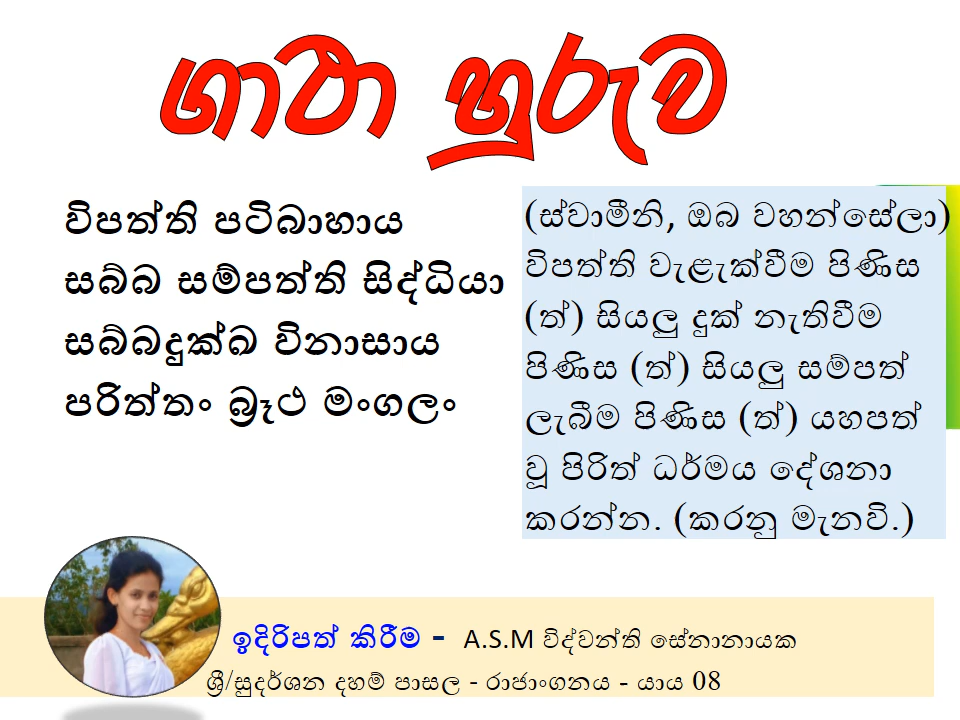 ගාථා හුරුව
විපත්ති පටිබාහාය
සබ්බ සම්පත්ති සිද්ධියා
සබ්බදුක්ඛ විනාසාය
පරිත්තං බ්‍රෑථ මංගලං
(ස්වාමීනි, ඔබ වහන්සේලා)
විපත්ති වැළැක්වීම පිණිස
(ත්) සියලු දුක් නැතිවීම
පිණිස (ත්) සියලු සම්පත්
ලැබීම පිණිස (ත්) යහපත්
වූ පිරිත් ධර්මය දේශනා
කරන්න. (කරනු මැනවි.)
ඉදිරිපත් කිරීම - A.S.M විද්වන්ති සේනානායක
ශ්‍රී/සුදර්ශන දහම් පාසල - රාජාංගනය - යාය 08